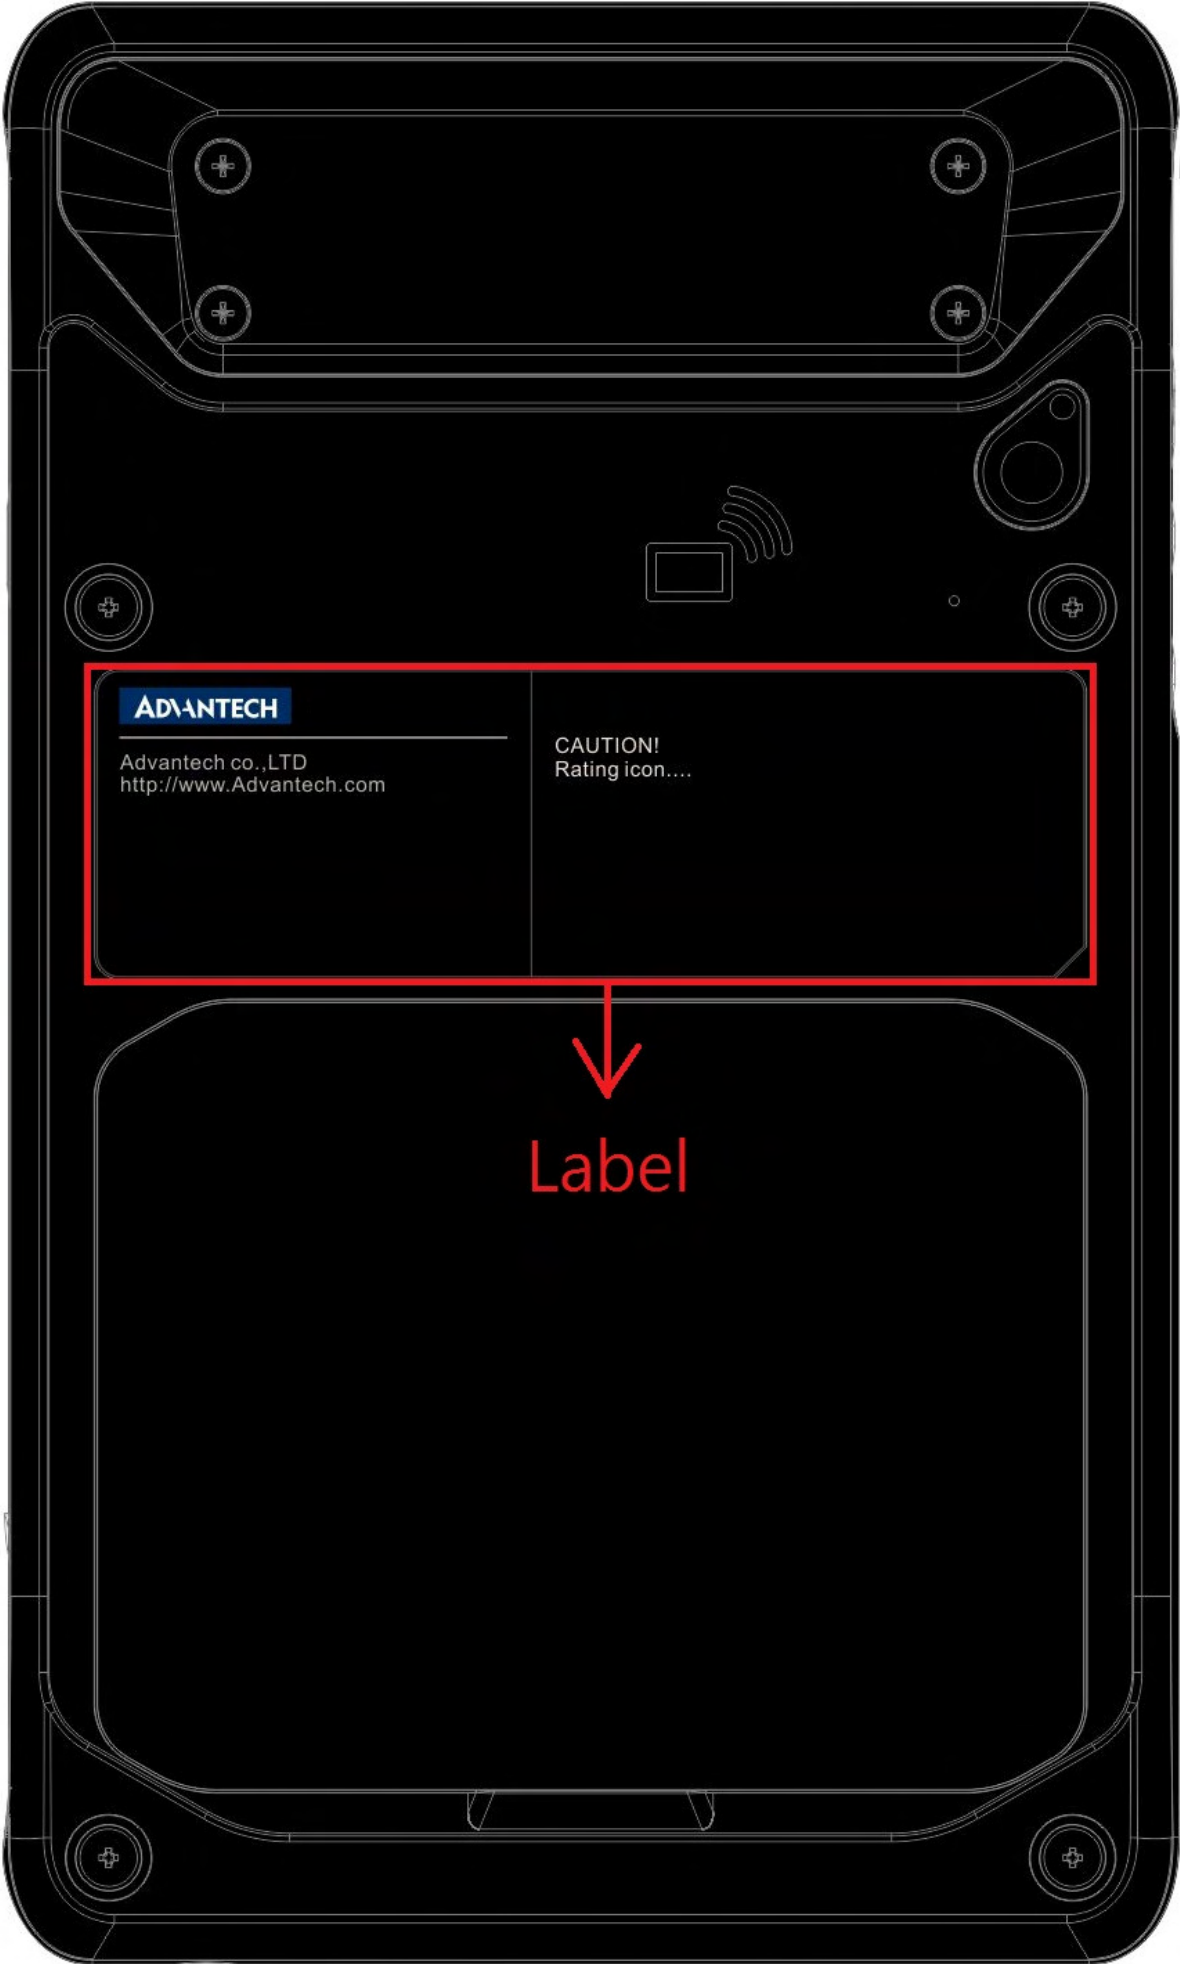 ADVANTECH
Advantech co.,LTD
http://www.Advantech.com
CAUTION!
Rating icon....
Label